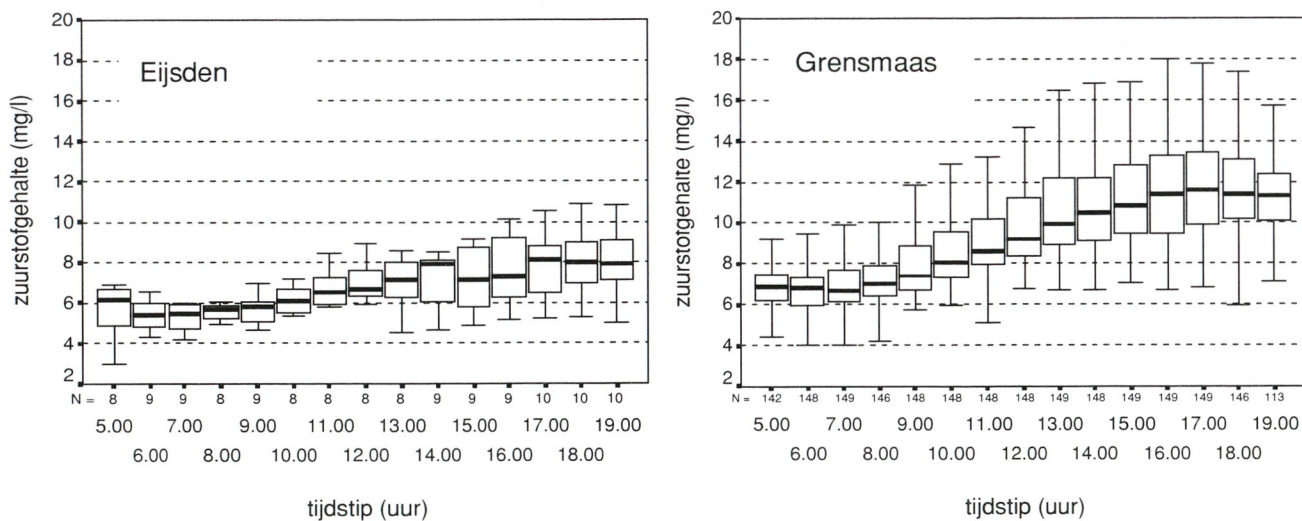 20
18
16
14
12
10
8
6
4
2
zuurstofgehalte (mg/l)
Eijsden
N = 8 9 9 8 9 8 8 8 8 8 9 9 10 10 10
5.00 7.00 9.00 11.00 13.00 15.00 17.00 19.00
6.00 8.00 10.00 12.00 14.00 16.00 18.00
tijdstip (uur)
20
18
16
14
12
10
8
6
4
2
zuurstofgehalte (mg/l)
Grensmaas
N = 142 148 149 146 148 148 148 148 149 148 149 149 149 146 113
5.00 7.00 9.00 11.00 13.00 15.00 17.00 19.00
6.00 8.00 10.00 12.00 14.00 16.00 18.00
tijdstip (uur)